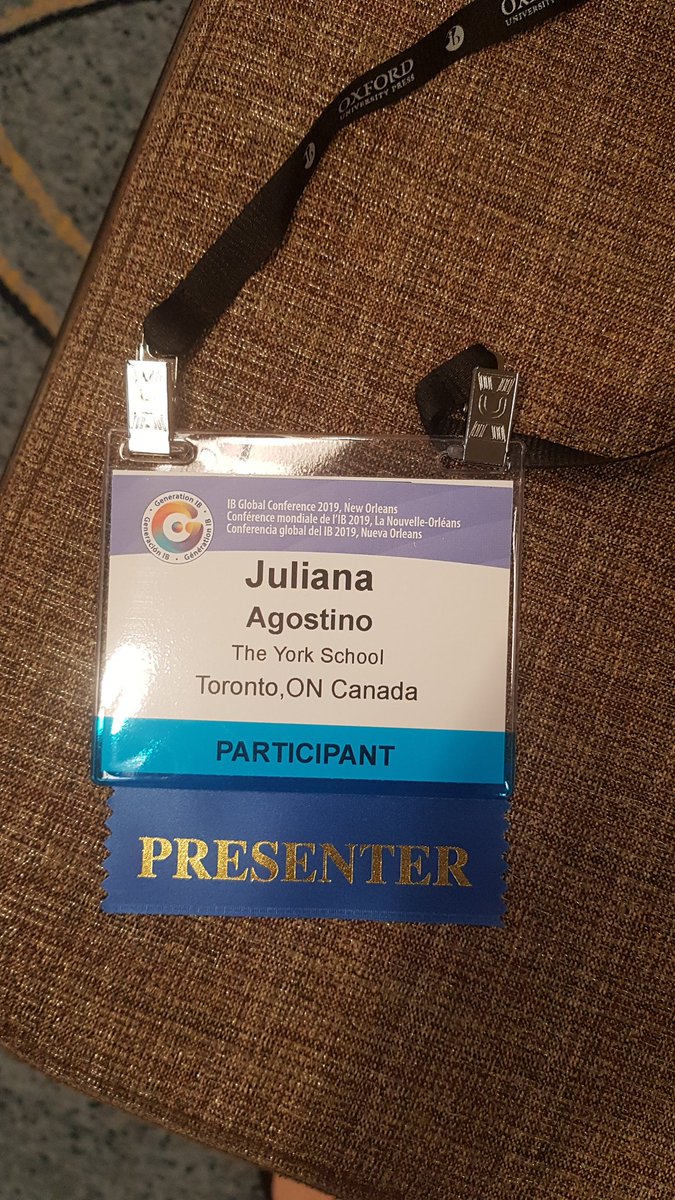 OXFORD
UNIVERSITY PRESS
OXFO
UNIVERSITY
Generation IB
Generación IB
Génération IB
IB Global Conference 2019, New Orleans
Conférence mondiale de l'IB 2019, La Nouvelle-Orléans
Conferencia global del IB 2019, Nueva Orleans
Juliana
Agostino
The York School
Toronto,ON Canada
PARTICIPANT
PRESENTER